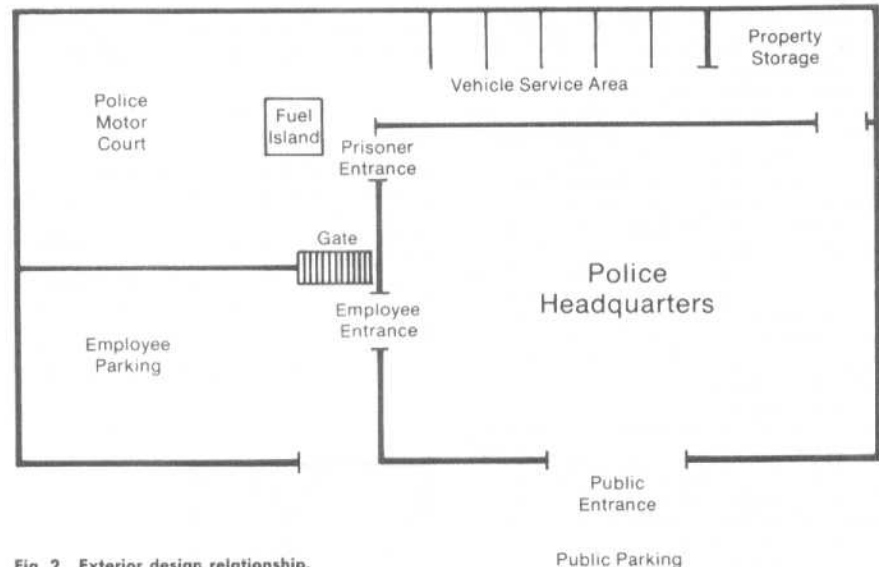 Property
Storage
Vehicle Service Area
Police
Motor
Court
Fuel
Island
Prisoner
Entrance
Gate
Police
Headquarters
Employee
Entrance
Employee
Parking
Public
Entrance
Public Parking
Fig. 2 Exterior design relationship.